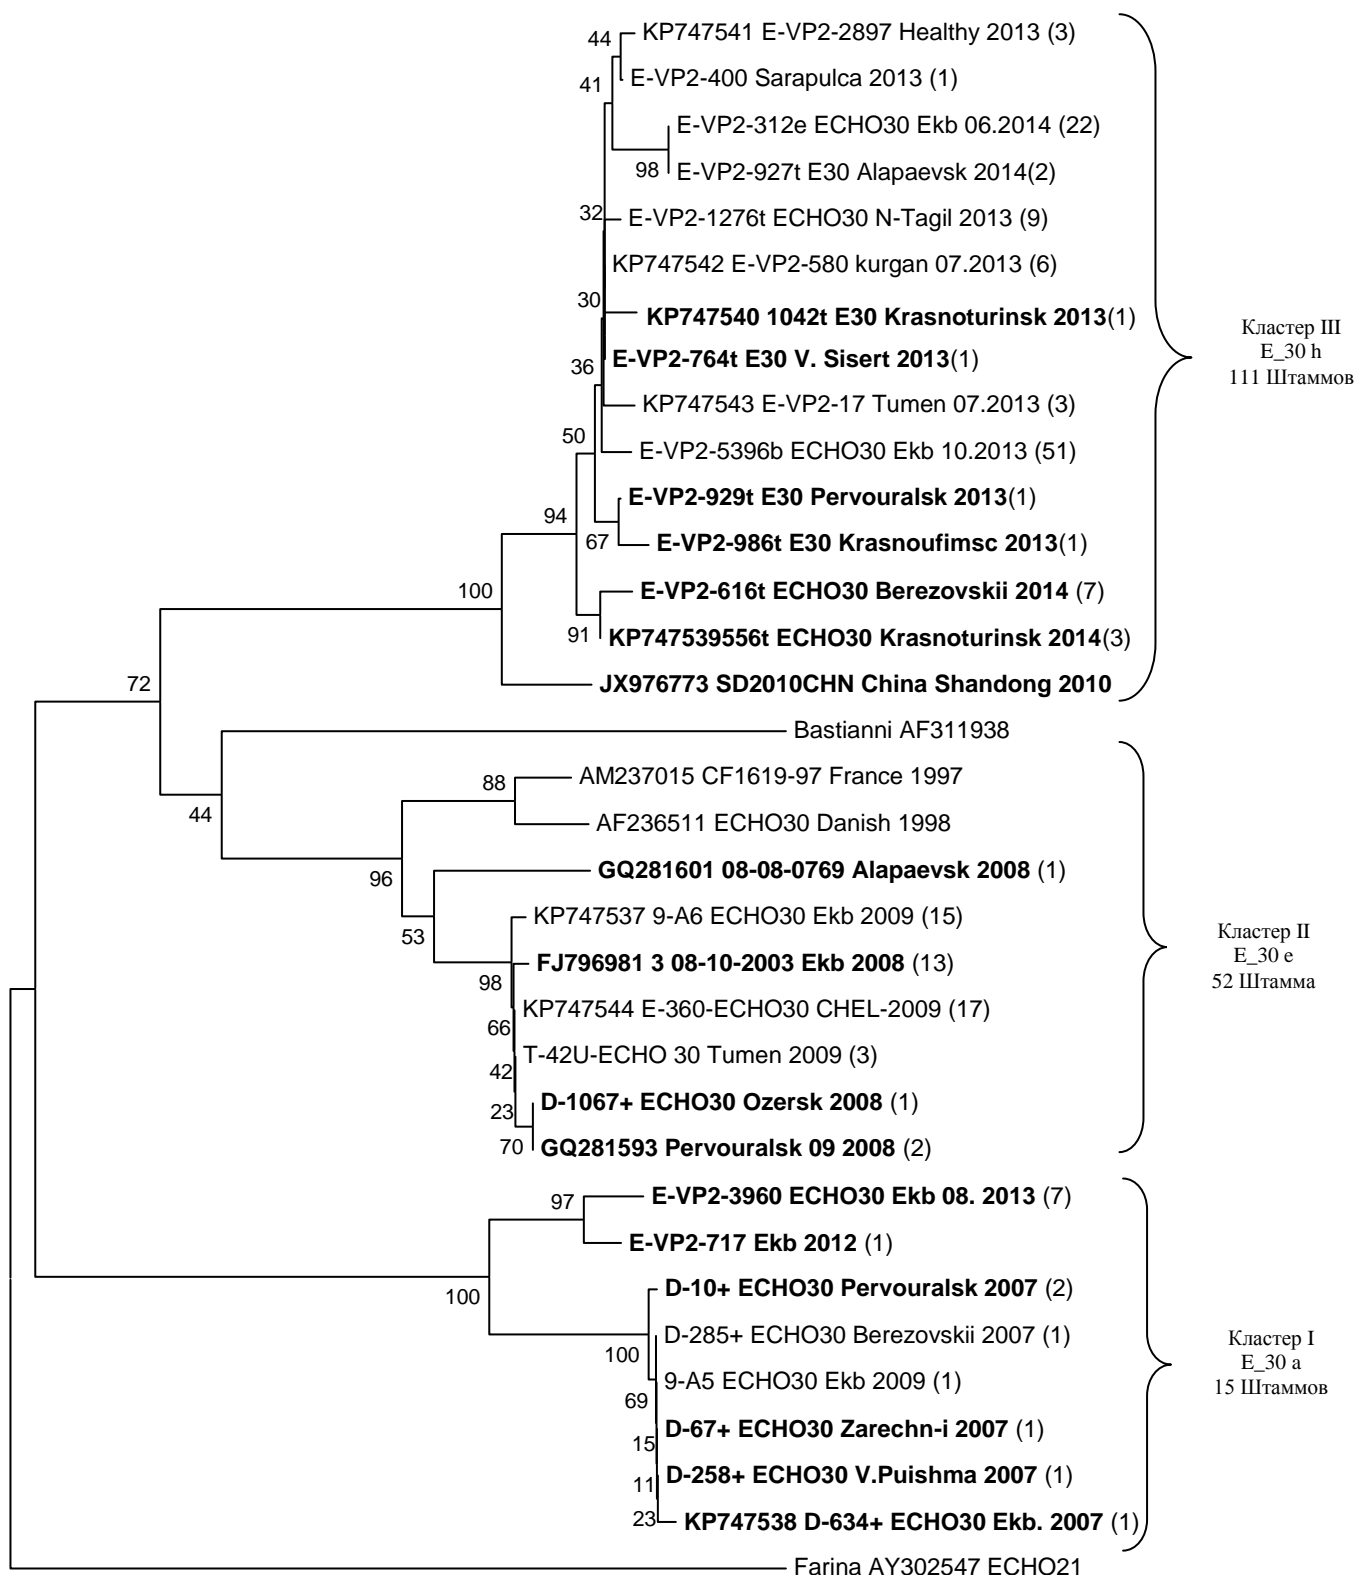 44
KP747541 E-VP2-2897 Healthy 2013 (3)
E-VP2-400 Sarapulca 2013 (1)
41
E-VP2-312e ECHO30 Ekb 06.2014 (22)
98
E-VP2-927t E30 Alapaevsk 2014(2)
32
E-VP2-1276t ECHO30 N-Tagil 2013 (9)
KP747542 E-VP2-580 kurgan 07.2013 (6)
30
KP747540 1042t E30 Krasnoturinsk 2013(1)
E-VP2-764t E30 V. Sisert 2013(1)
36
KP747543 E-VP2-17 Tumen 07.2013 (3)
50
E-VP2-5396b ECHO30 Ekb 10.2013 (51)
E-VP2-929t E30 Pervouralsk 2013(1)
94
67
E-VP2-986t E30 Krasnoufimsc 2013(1)
100
E-VP2-616t ECHO30 Berezovskii 2014 (7)
91
KP747539556t ECHO30 Krasnoturinsk 2014(3)
72
JX976773 SD2010CHN China Shandong 2010
Кластер III
E_30 h
111 Штаммов
Bastianni AF311938
44
88
AM237015 CF1619-97 France 1997
AF236511 ECHO30 Danish 1998
96
GQ281601 08-08-0769 Alapaevsk 2008 (1)
53
KP747537 9-A6 ECHO30 Ekb 2009 (15)
FJ796981 3 08-10-2003 Ekb 2008 (13)
98
KP747544 E-360-ECHO30 CHEL-2009 (17)
66
T-42U-ECHO 30 Tumen 2009 (3)
42
D-1067+ ECHO30 Ozersk 2008 (1)
23
70
GQ281593 Pervouralsk 09 2008 (2)
Кластер II
E_30 e
52 Штамма
97
E-VP2-3960 ECHO30 Ekb 08. 2013 (7)
E-VP2-717 Ekb 2012 (1)
100
D-10+ ECHO30 Pervouralsk 2007 (2)
D-285+ ECHO30 Berezovskii 2007 (1)
100
9-A5 ECHO30 Ekb 2009 (1)
69
D-67+ ECHO30 Zarechn-i 2007 (1)
15
D-258+ ECHO30 V.Puishma 2007 (1)
11
23
KP747538 D-634+ ECHO30 Ekb. 2007 (1)
Кластер I
E_30 a
15 Штаммов
Farina AY302547 ECHO21